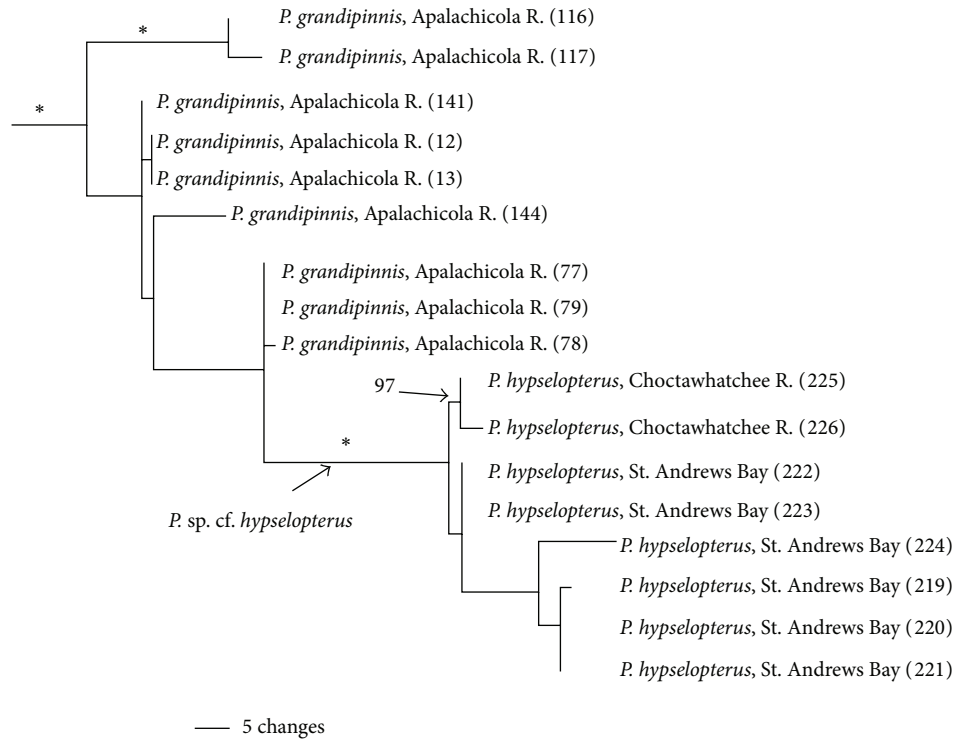 *
P. grandipinnis, Apalachicola R. (116)
P. grandipinnis, Apalachicola R. (117)
*
P. grandipinnis, Apalachicola R. (141)
P. grandipinnis, Apalachicola R. (12)
P. grandipinnis, Apalachicola R. (13)
P. grandipinnis, Apalachicola R. (144)
P. grandipinnis, Apalachicola R. (77)
P. grandipinnis, Apalachicola R. (79)
P. grandipinnis, Apalachicola R. (78)
97
P. hypselopterus, Choctawhatchee R. (225)
P. hypselopterus, Choctawhatchee R. (226)
*
P. sp. cf. hypselopterus
P. hypselopterus, St. Andrews Bay (222)
P. hypselopterus, St. Andrews Bay (223)
P. hypselopterus, St. Andrews Bay (224)
P. hypselopterus, St. Andrews Bay (219)
P. hypselopterus, St. Andrews Bay (220)
P. hypselopterus, St. Andrews Bay (221)
5 changes